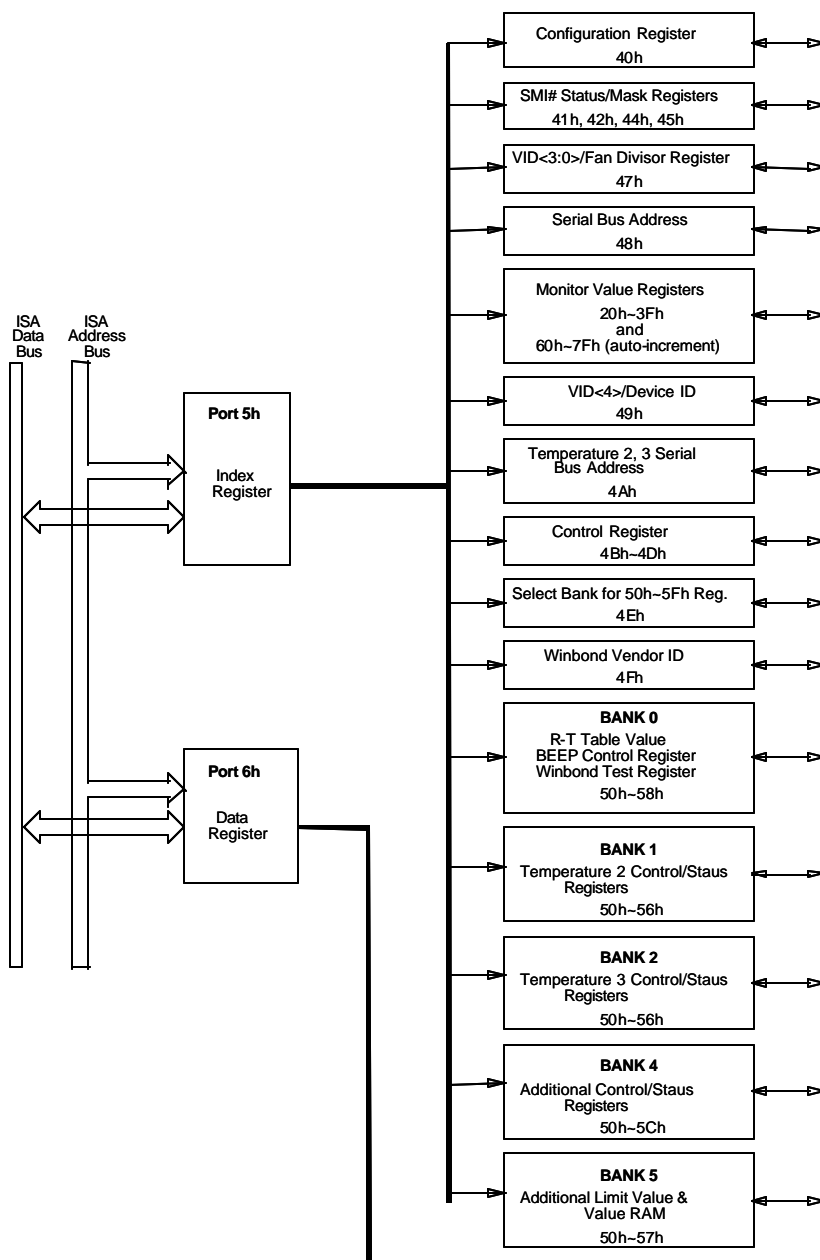 ISA
Data
Bus
ISA
Address
Bus
Port 5h
Index
Register
Port 6h
Data
Register
Configuration Register
40h
SMI# Status/Mask Registers
41h, 42h, 44h, 45h
VID<3:0>/Fan Divisor Register
47h
Serial Bus Address
48h
Monitor Value Registers
20h~3Fh
and
60h~7Fh (auto-increment)
VID<4>/Device ID
49h
Temperature 2, 3 Serial
Bus Address
4Ah
Control Register
4Bh~4Dh
Select Bank for 50h~5Fh Reg.
4Eh
Winbond Vendor ID
4Fh
BANK 0
R-T Table Value
BEEP Control Register
Winbond Test Register
50h~58h
BANK 1
Temperature 2 Control/Staus
Registers
50h~56h
BANK 2
Temperature 3 Control/Staus
Registers
50h~56h
BANK 4
Additional Control/Staus
Registers
50h~5Ch
BANK 5
Additional Limit Value &
Value RAM
50h~57h